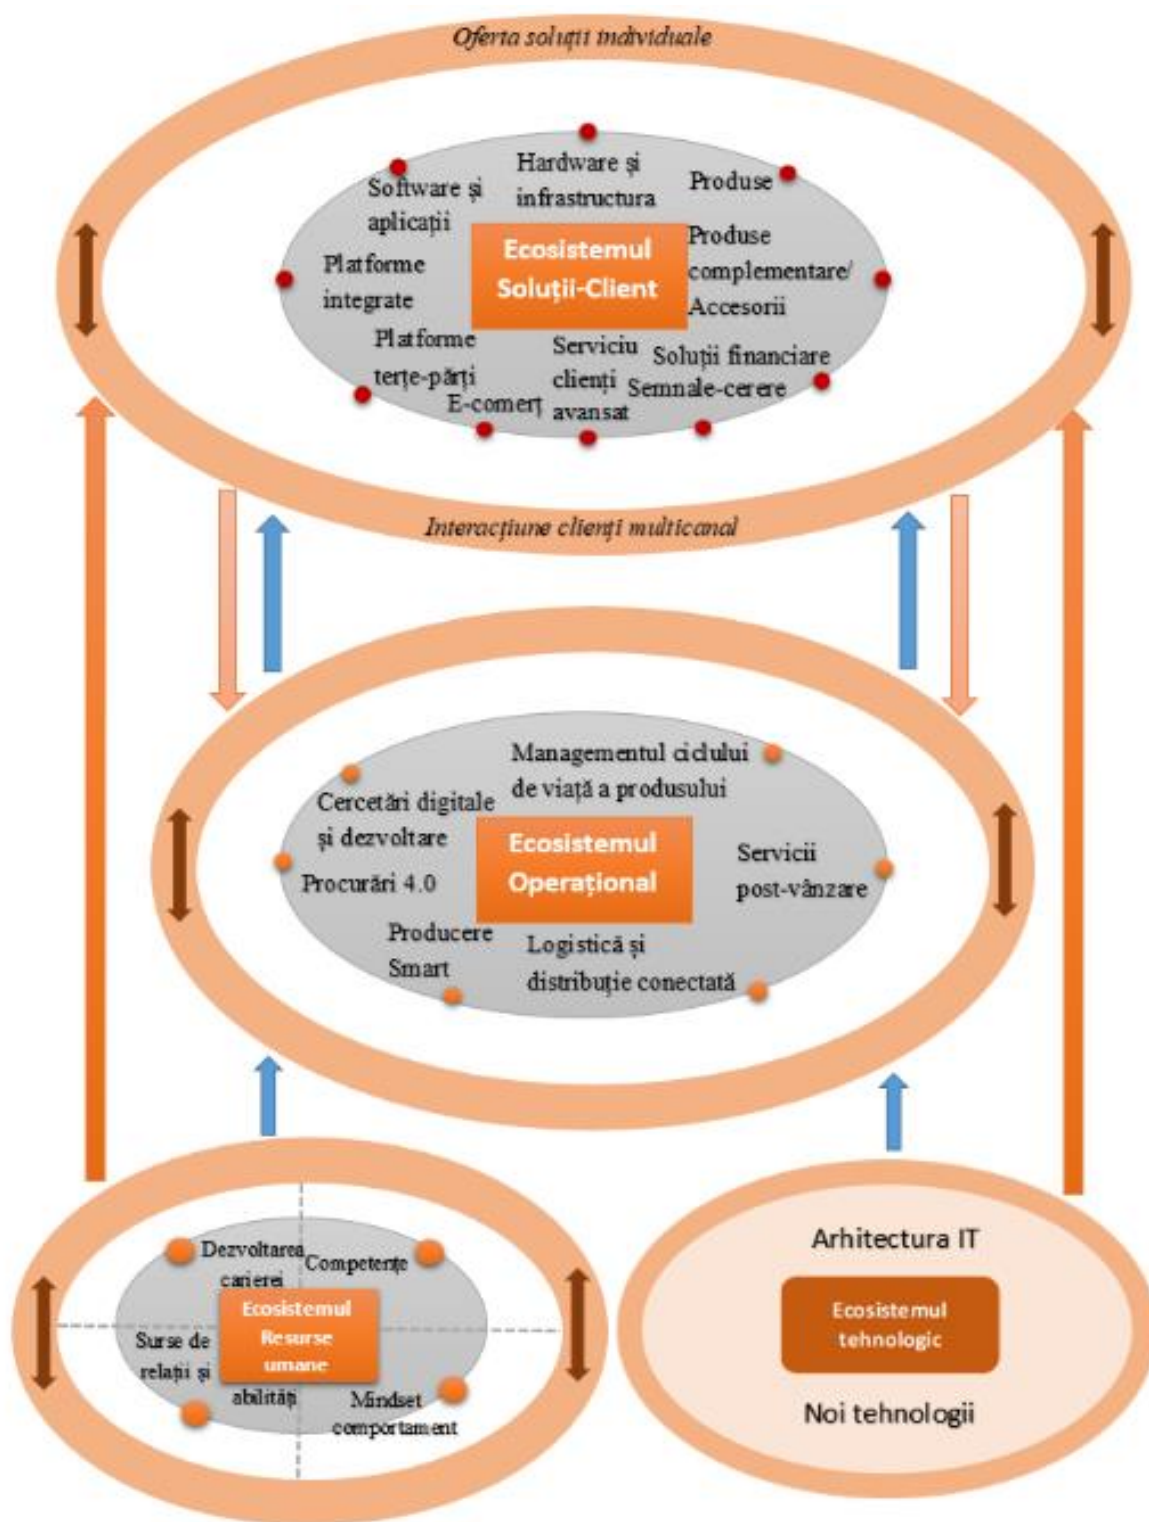 Oferta soluții individuale
Hardware și
infrastructura
Software și
aplicații
Produse
Ecosistemul
Soluții-Client
Produse
complementare/
Accesorii
Platforme
integrate
Platforme
terțe-părți
Serviciu
clienți
avansat
Soluții financiare
Semnale-cerere
E-comerț
Interacțiune clienți multicanal
Managementul ciclului
de viață a produsului
Cercetări digitale
și dezvoltare
Ecosistemul
Operațional
Servicii
post-vânzare
Procurări 4.0
Producere
Smart
Logistică și
distribuție conectată
Dezvoltarea
carierei
Competențe
Ecosistemul
Resurse
umane
Surse de
relații și
abilități
Mindset
comportament
Arhitectura IT
Ecosistemul
tehnologic
Noi tehnologii